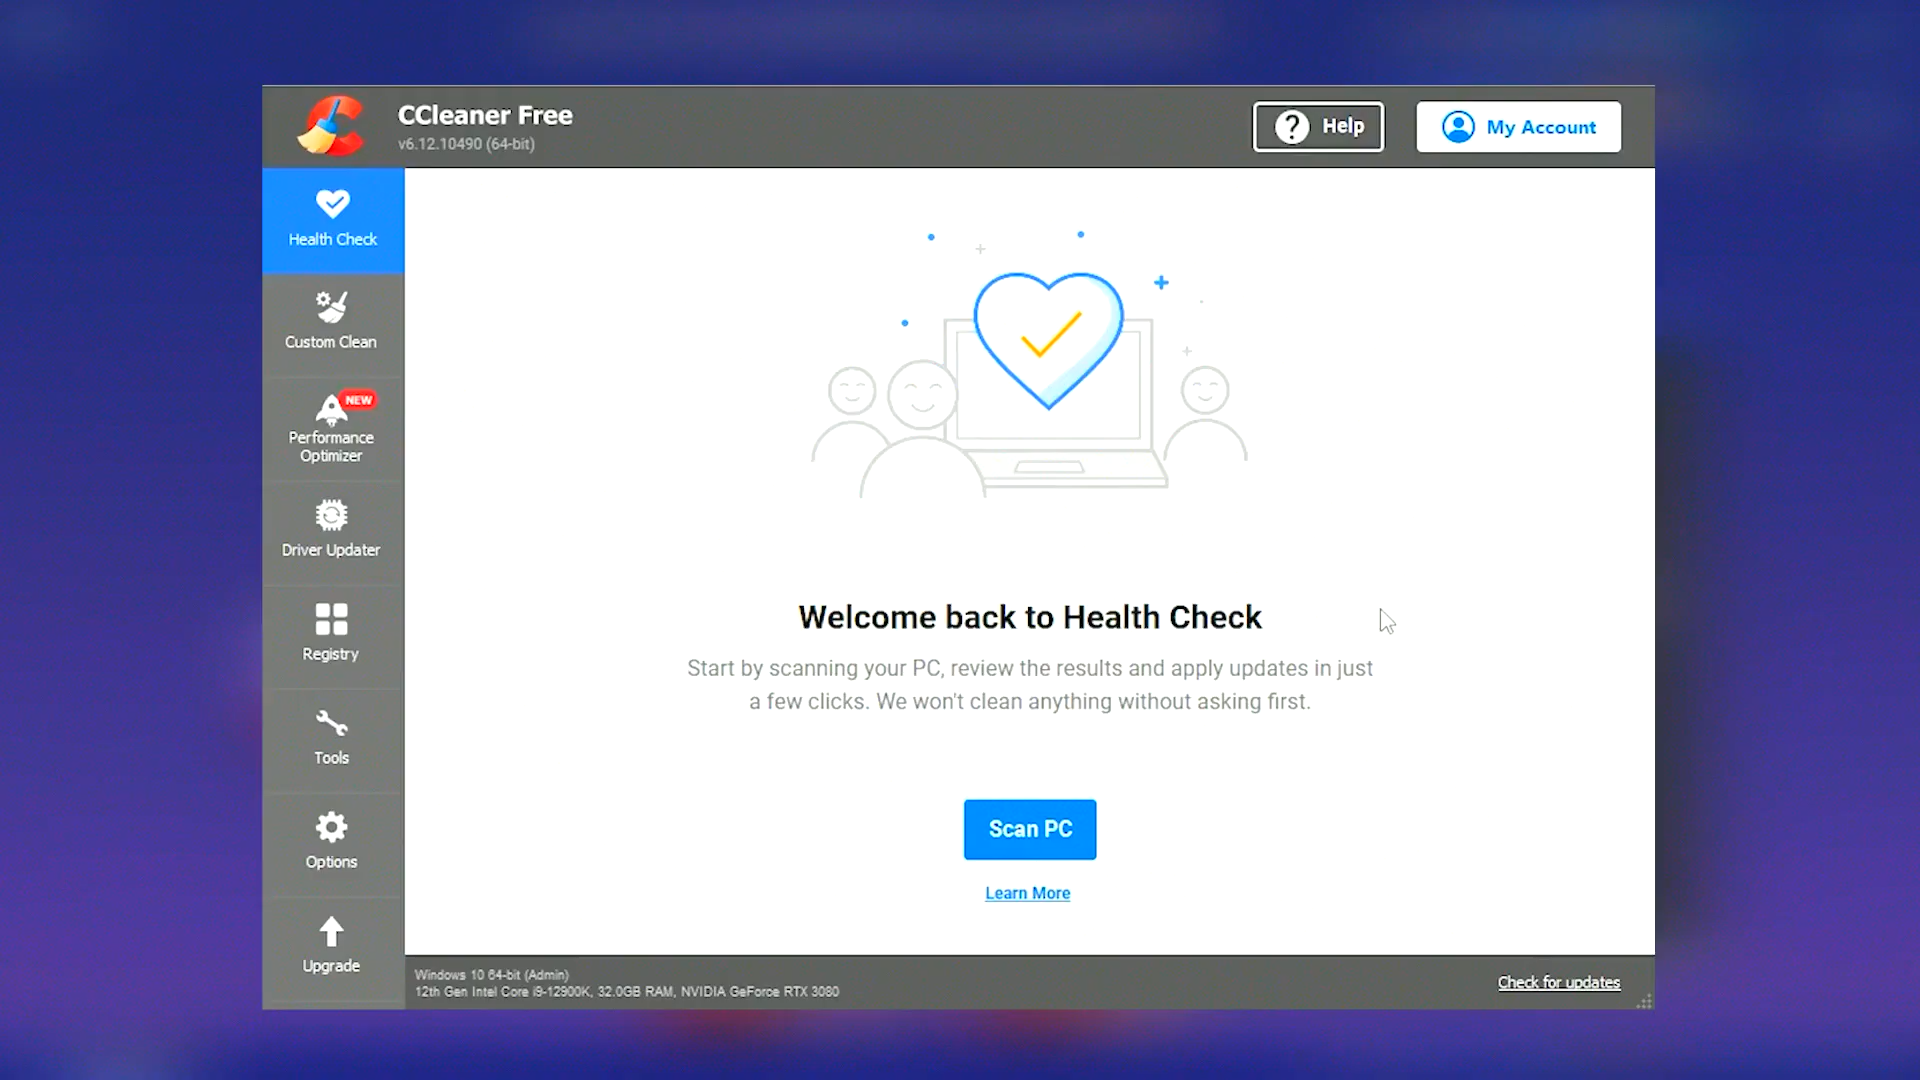 CCleaner Free
v6.12.10490 (64-bit)
Help
My Account
Health Check
Custom Clean
NEW
Performance
Optimizer
Driver Updater
Registry
Tools
Options
Upgrade
Welcome back to Health Check
Start by scanning your PC, review the results and apply updates in just
a few clicks. We won't clean anything without asking first.
Scan PC
Learn More
Windows 10 64-bit (Admin)
12th Gen Intel Core i9-12900K, 32.0GB RAM, NVIDIA GeForce RTX 3080
Check for updates